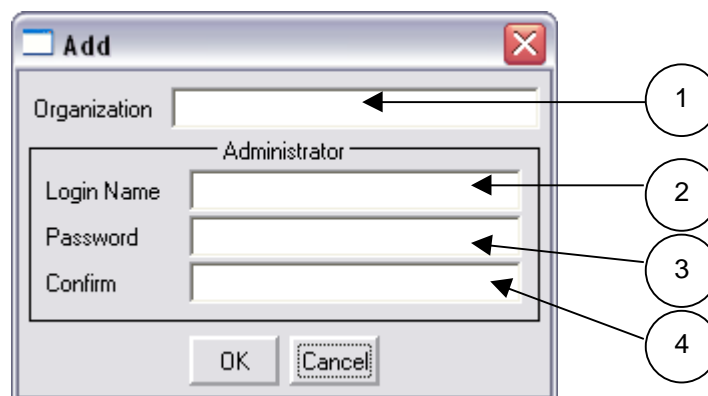 Add
Organization
1
Administrator
Login Name
2
Password
3
Confirm
4
OK
Cancel